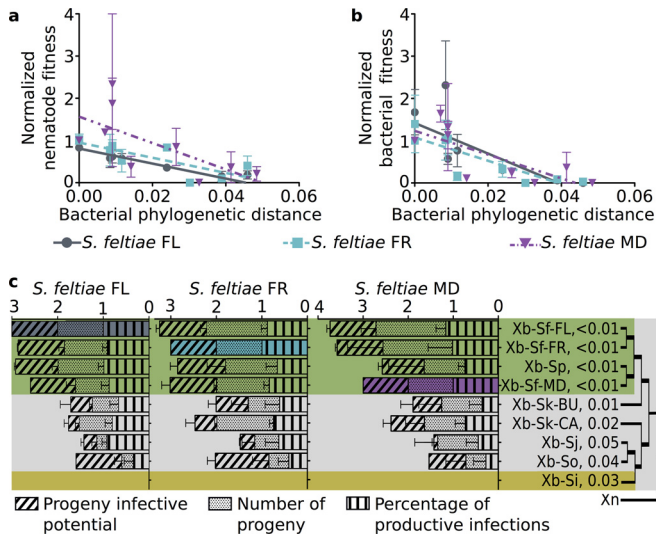 a
b
Normalized
nematode fitness
4
3
2
1
0
0.00
0.02
0.04
0.06
Bacterial phylogenetic distance
Normalized
bacterial fitness
4
3
2
1
0
0.00
0.02
0.04
0.06
Bacterial phylogenetic distance
S. feltiae FL
S. feltiae FR
S. feltiae MD
c
S. feltiae FL
S. feltiae FR
S. feltiae MD
3 2 1 0
3 2 1 0
4 3 2 1 0
Xb-Sf-FL, <0.01
Xb-Sf-FR, <0.01
Xb-Sp, <0.01
Xb-Sf-MD, <0.01
Xb-Sk-BU, 0.01
Xb-Sk-CA, 0.02
Xb-Sj, 0.05
Xb-So, 0.04
Xb-Si, 0.03
Xn
Progeny infective
potential
Number of
progeny
Percentage of
productive infections